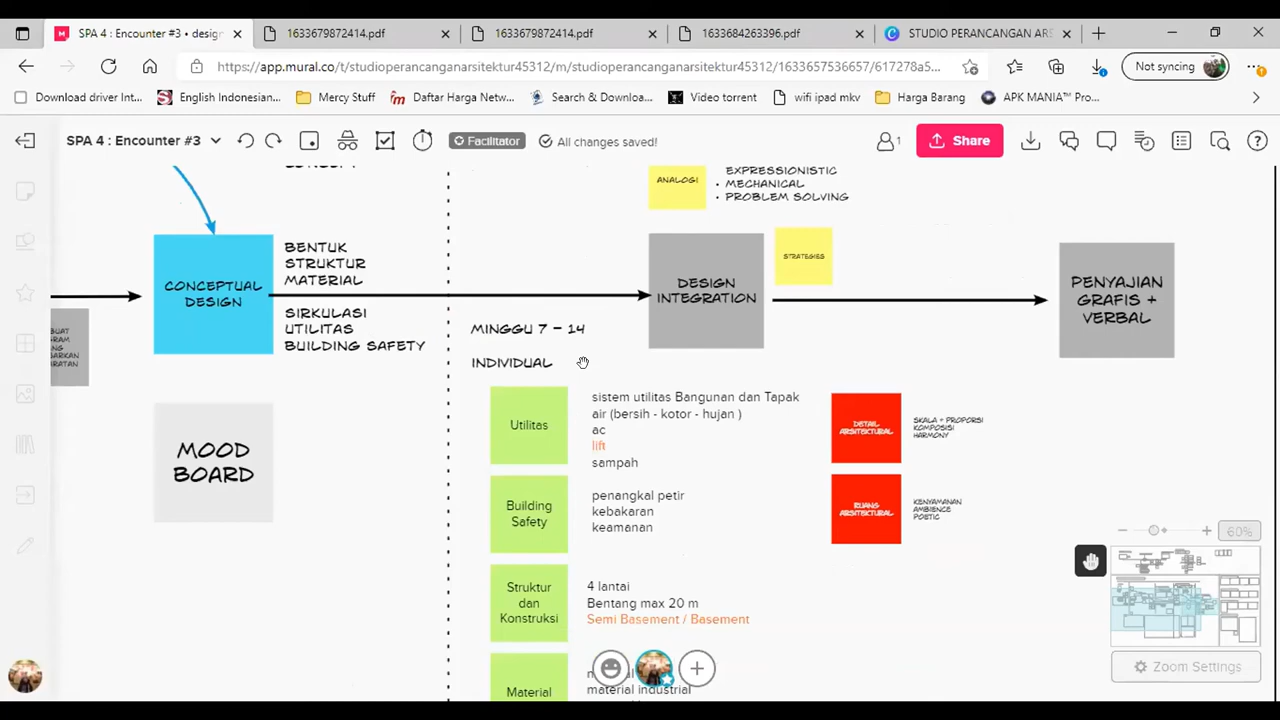 SPA 4 : Encounter #3 • design
1633679872414.pdf
1633679872414.pdf
1633684263396.pdf
STUDIO PERANCANGAN ARS
https://app.mural.co/t/studioperancanganarsitektur45312/m/studioperancanganarsitektur45312/1633657536657/617278a5...
Not syncing
Download driver Int...
English Indonesian...
Mercy Stuff
Daftar Harga Netw...
Search & Downloa...
Video torrent
wifi ipad mkv
Harga Barang
APK MANIA™ Pro...
SPA 4 : Encounter #3
Facilitator
All changes saved!
1
Share
ANALOGI
EXPRESSIONISTIC
• MECHANICAL
• PROBLEM SOLVING
CONCEPTUAL
DESIGN
BENTUK
STRUKTUR
MATERIAL
SIRKULASI
UTILITAS
BUILDING SAFETY
DESIGN
INTEGRATION
STRATEGIES
PENYAJIAN
GRAFIS +
VERBAL
MINGGU 7 - 14
INDIVIDUAL
MOOD
BOARD
Utilitas
sistem utilitas Bangunan dan Tapak
air (bersih - kotor - hujan )
ac
lift
sampah
Building
Safety
penangkal petir
kebakaran
keamanan
Struktur
dan
Konstruksi
4 lantai
Bentang max 20 m
Semi Basement / Basement
Material
material industrial
DETAIL
ARSITEKTURAL
SKALA + PROPORSI
KOMPOSISI
HARMONY
RUANG
ARSITEKTURAL
KENYAMANAN
AMBIENCE
POETIC
60%
Zoom Settings